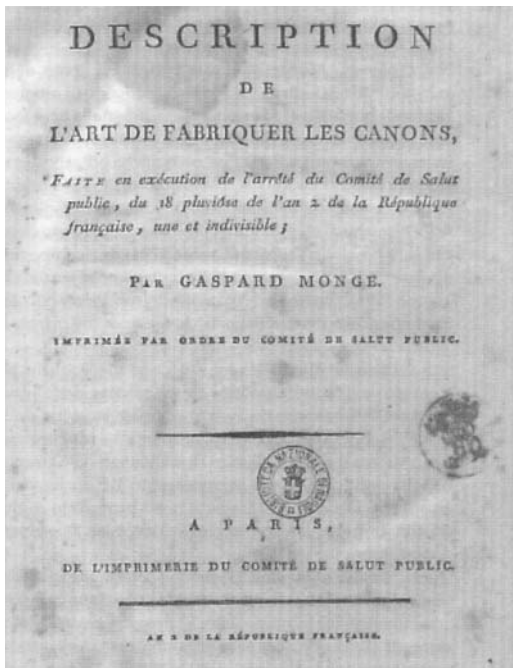 DESCRIPTION
DE
L'ART DE FABRIQUER LES CANONS,
FAITE en exécution de l'arrêté du Comité de Salut
public, du 18 pluviôse de l'an 2 de la République
française, une et indivisible;
PAR GASPARD MONGE.
IMPRIMÉE PAR ORDRE DU COMITÉ DE SALUT PUBLIC.
BIBLIOTECA NAZIONALE
A PARIS,
DE L'IMPRIMERIE DU COMITÉ DE SALUT PUBLIC.
AN 2 DE LA RÉPUBLIQUE FRANÇAISE.